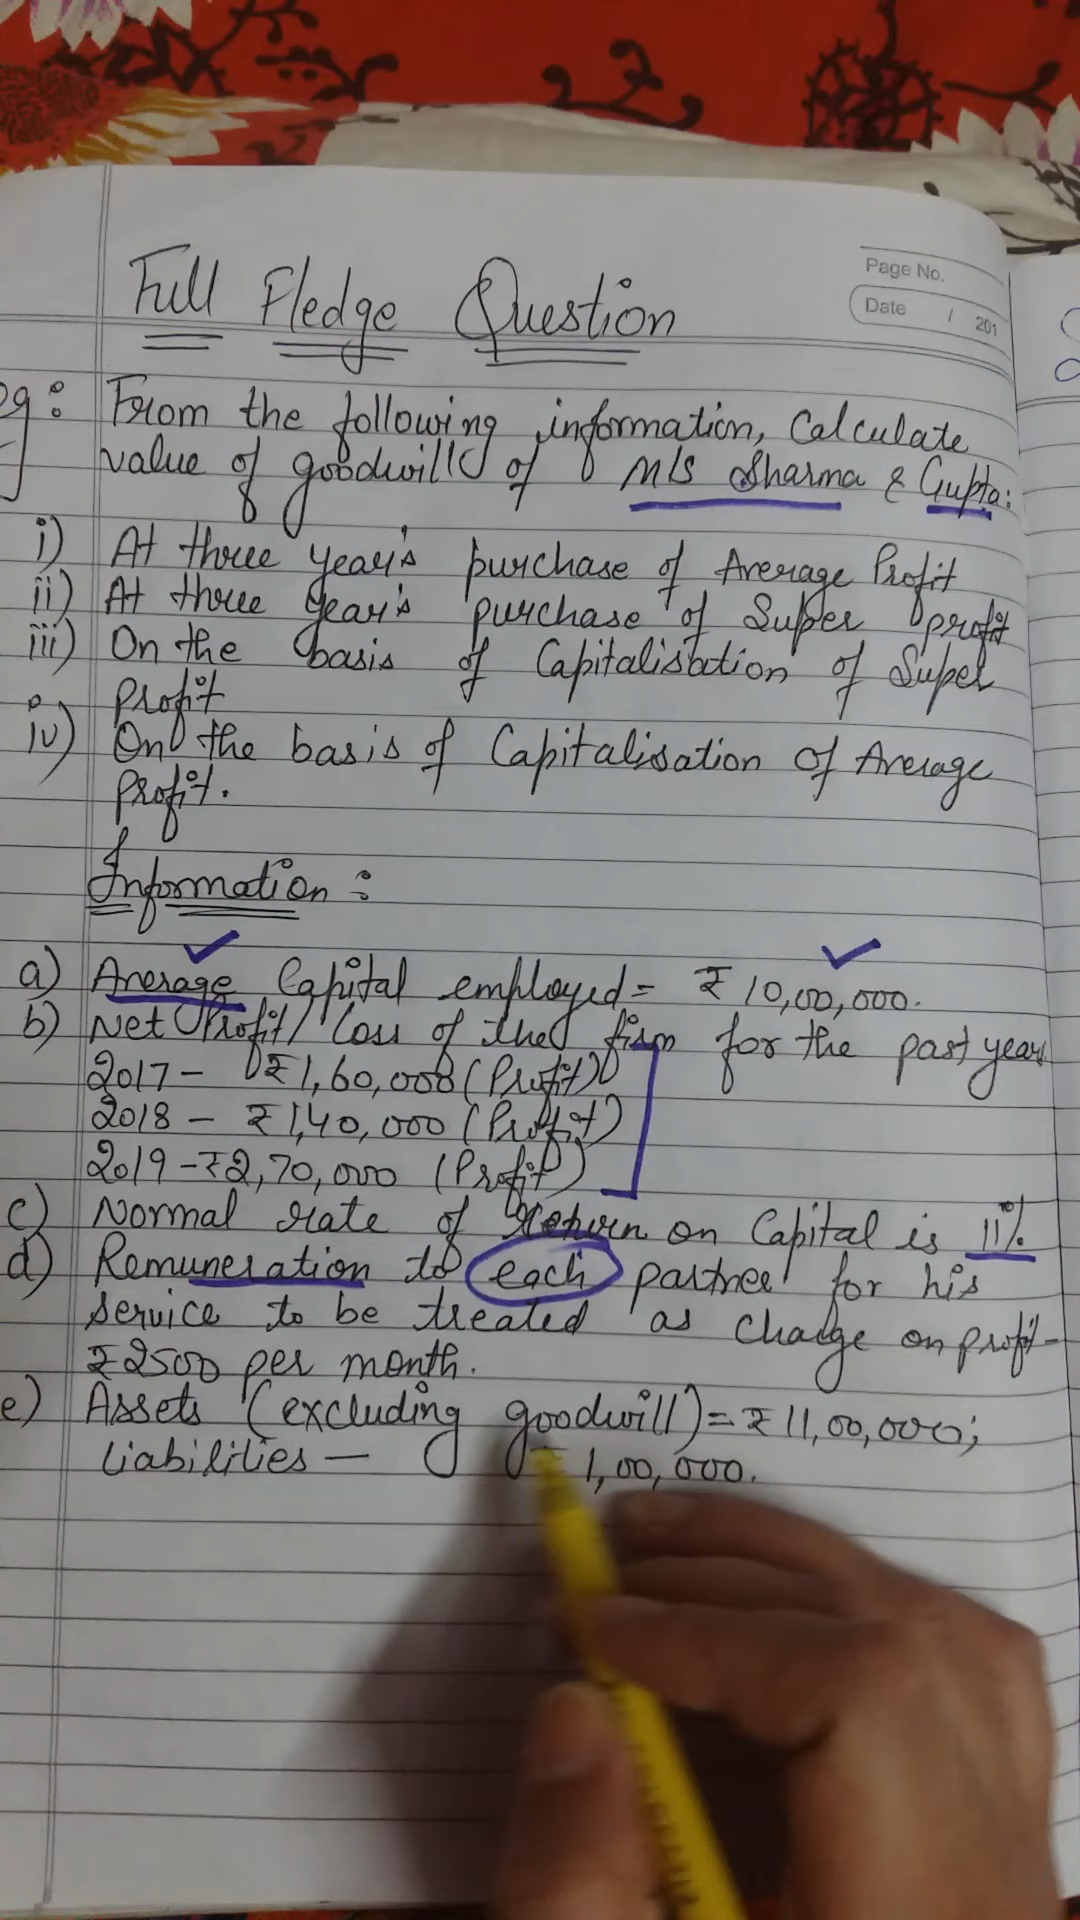 Full Fledge Question
Page No.
Date / 201
From the following information, Calculate
value of goodwill of M/S Sharma & Gupta:
i) At three year's purchase of Average Profit
ii) At three year's purchase of Super profit
iii) On the basis of Capitalisation of Super
Profit
iv) On the basis of Capitalisation of Average
Profit.
Information:
a) Average Capital employed = ₹ 10,00,000.
b) Net Profit/Loss of the firm for the past years
2017 - ₹1,60,000 (Profit)
2018 - ₹1,40,000 (Profit)
2019 - ₹2,70,000 (Profit)
c) Normal rate of return on Capital is 11%
d) Remuneration to each partner for his
service to be treated as charge on profit-
₹2500 per month.
e) Assets (excluding goodwill) = ₹11,00,000;
Liabilities — ₹ 1,00,000.